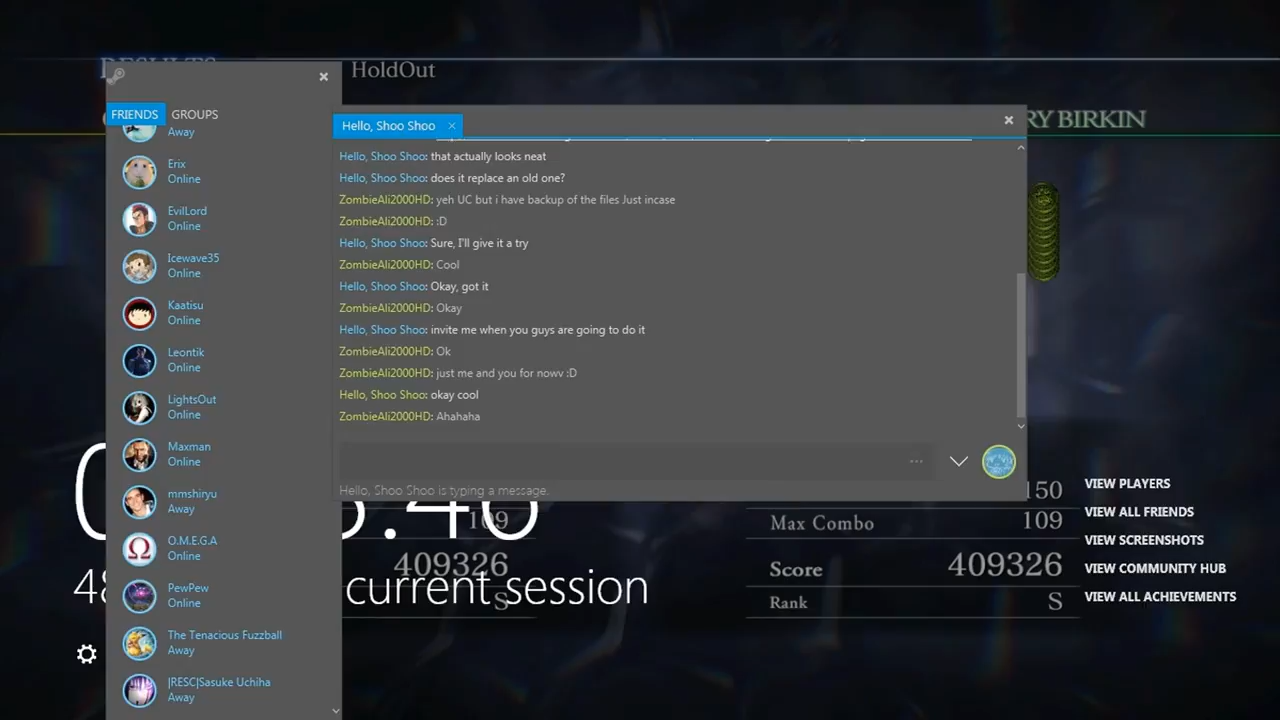 RESULTS
HoldOut
FRIENDS
GROUPS
Away
Erix
Online
EvilLord
Online
Icewave35
Online
Kaatisu
Online
Leontik
Online
LightsOut
Online
Maxman
Online
mmshiryu
Away
O.M.E.G.A
Online
PewPew
Online
The Tenacious Fuzzball
Away
|RESC|Sasuke Uchiha
Away
Hello, Shoo Shoo
RY BIRKIN
Hello, Shoo Shoo: that actually looks neat
Hello, Shoo Shoo: does it replace an old one?
ZombieAli2000HD: yeh UC but i have backup of the files Just incase
ZombieAli2000HD: :D
Hello, Shoo Shoo: Sure, I'll give it a try
ZombieAli2000HD: Cool
Hello, Shoo Shoo: Okay, got it
ZombieAli2000HD: Okay
Hello, Shoo Shoo: invite me when you guys are going to do it
ZombieAli2000HD: Ok
ZombieAli2000HD: just me and you for nowv :D
Hello, Shoo Shoo: okay cool
ZombieAli2000HD: Ahahaha
Hello, Shoo Shoo is typing a message.
109
409326
current session
S
150
Max Combo 109
Score 409326
Rank S
VIEW PLAYERS
VIEW ALL FRIENDS
VIEW SCREENSHOTS
VIEW COMMUNITY HUB
VIEW ALL ACHIEVEMENTS